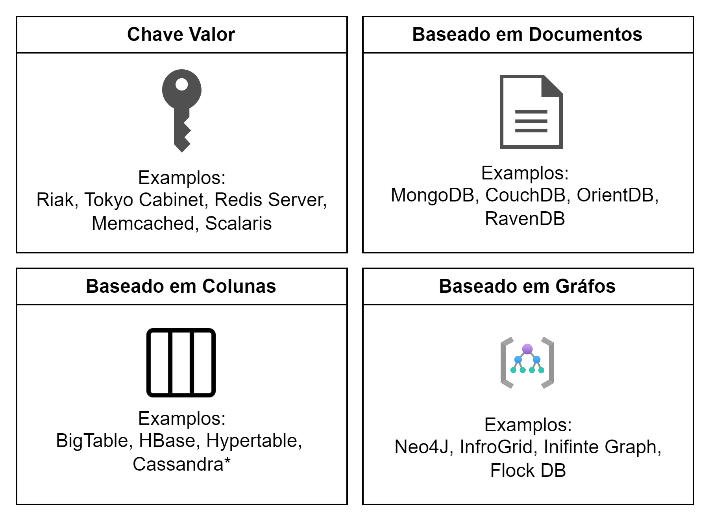 Chave Valor
Examplos:
Riak, Tokyo Cabinet, Redis Server,
Memcached, Scalaris
Baseado em Documentos
Examplos:
MongoDB, CouchDB, OrientDB,
RavenDB
Baseado em Colunas
Examplos:
BigTable, HBase, Hypertable,
Cassandra*
Baseado em Gráfos
Examplos:
Neo4J, InfroGrid, Inifinte Graph,
Flock DB